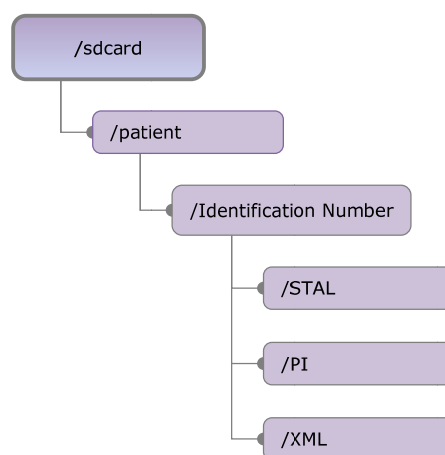 /sdcard
/patient
/Identification Number
/STAL
/PI
/XML